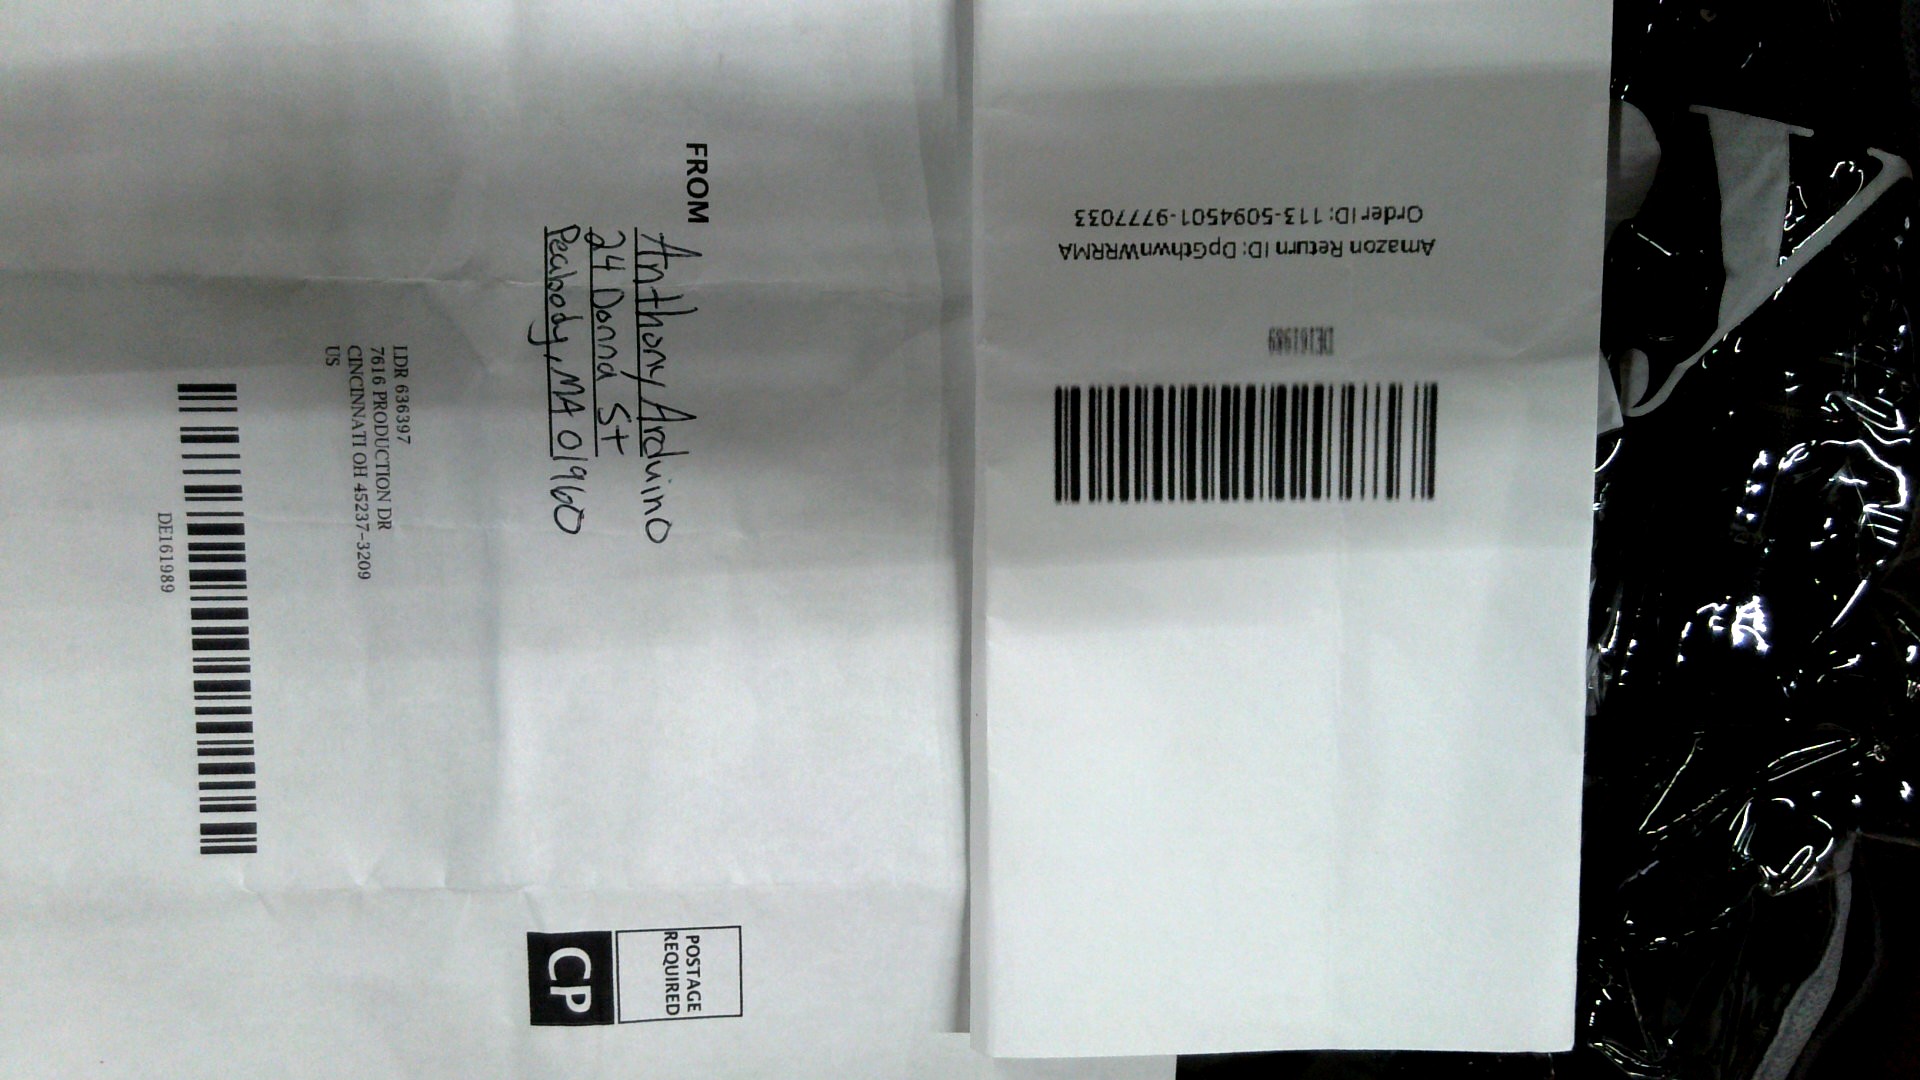 FROM
Anthony Arduino
24 Donna St
Peabody, MA 01960
POSTAGE
REQUIRED
CP
LDR 636397
7616 PRODUCTION DR
CINCINNATI OH 45237-3209
US
DE161989
DE161989
Amazon Return ID: DpGthwnWRRMA
Order ID: 113-5094501-9777033